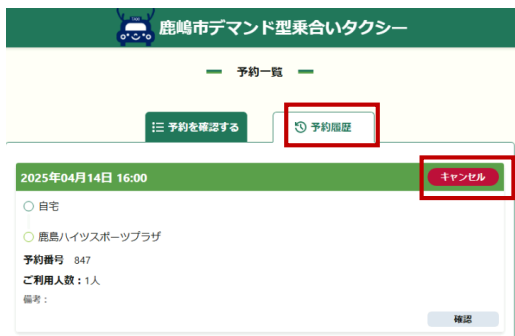 鹿嶋市デマンド型乗合いタクシー
予約一覧
予約を確認する
予約履歴
2025年04月14日 16:00
キャンセル
自宅
鹿島ハイツスポーツプラザ
予約番号 847
ご利用人数：1人
備考：
確認